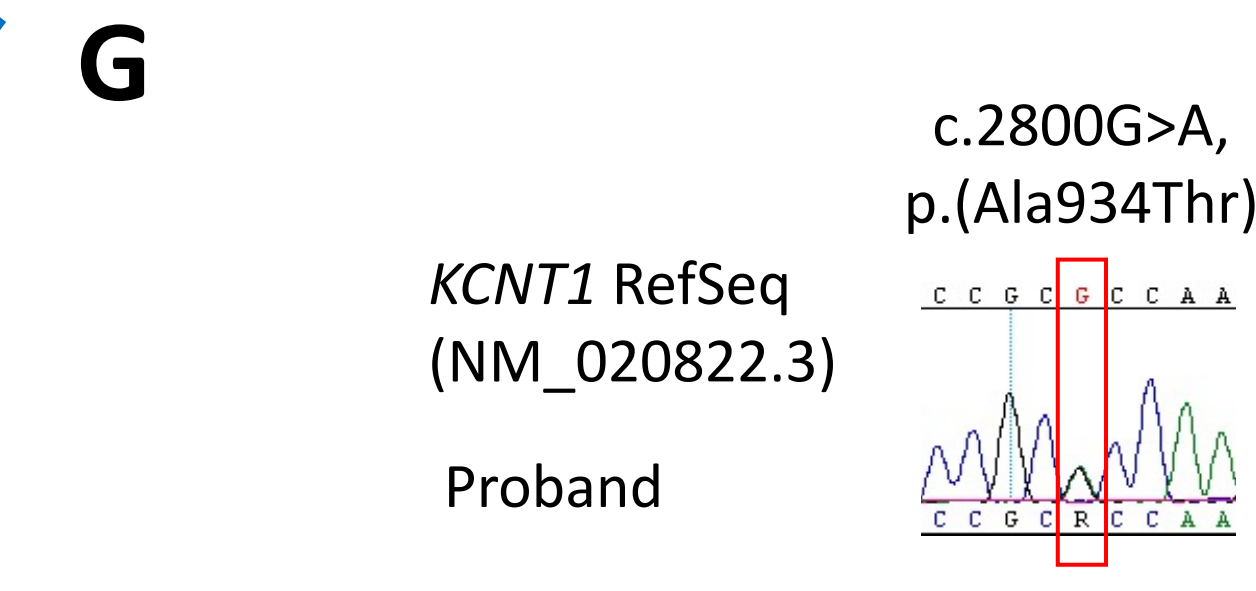 G
c.2800G>A,
p.(Ala934Thr)
KCNT1 RefSeq
(NM_020822.3)
C C G C G C C A A
Proband
C C G C R C C A A